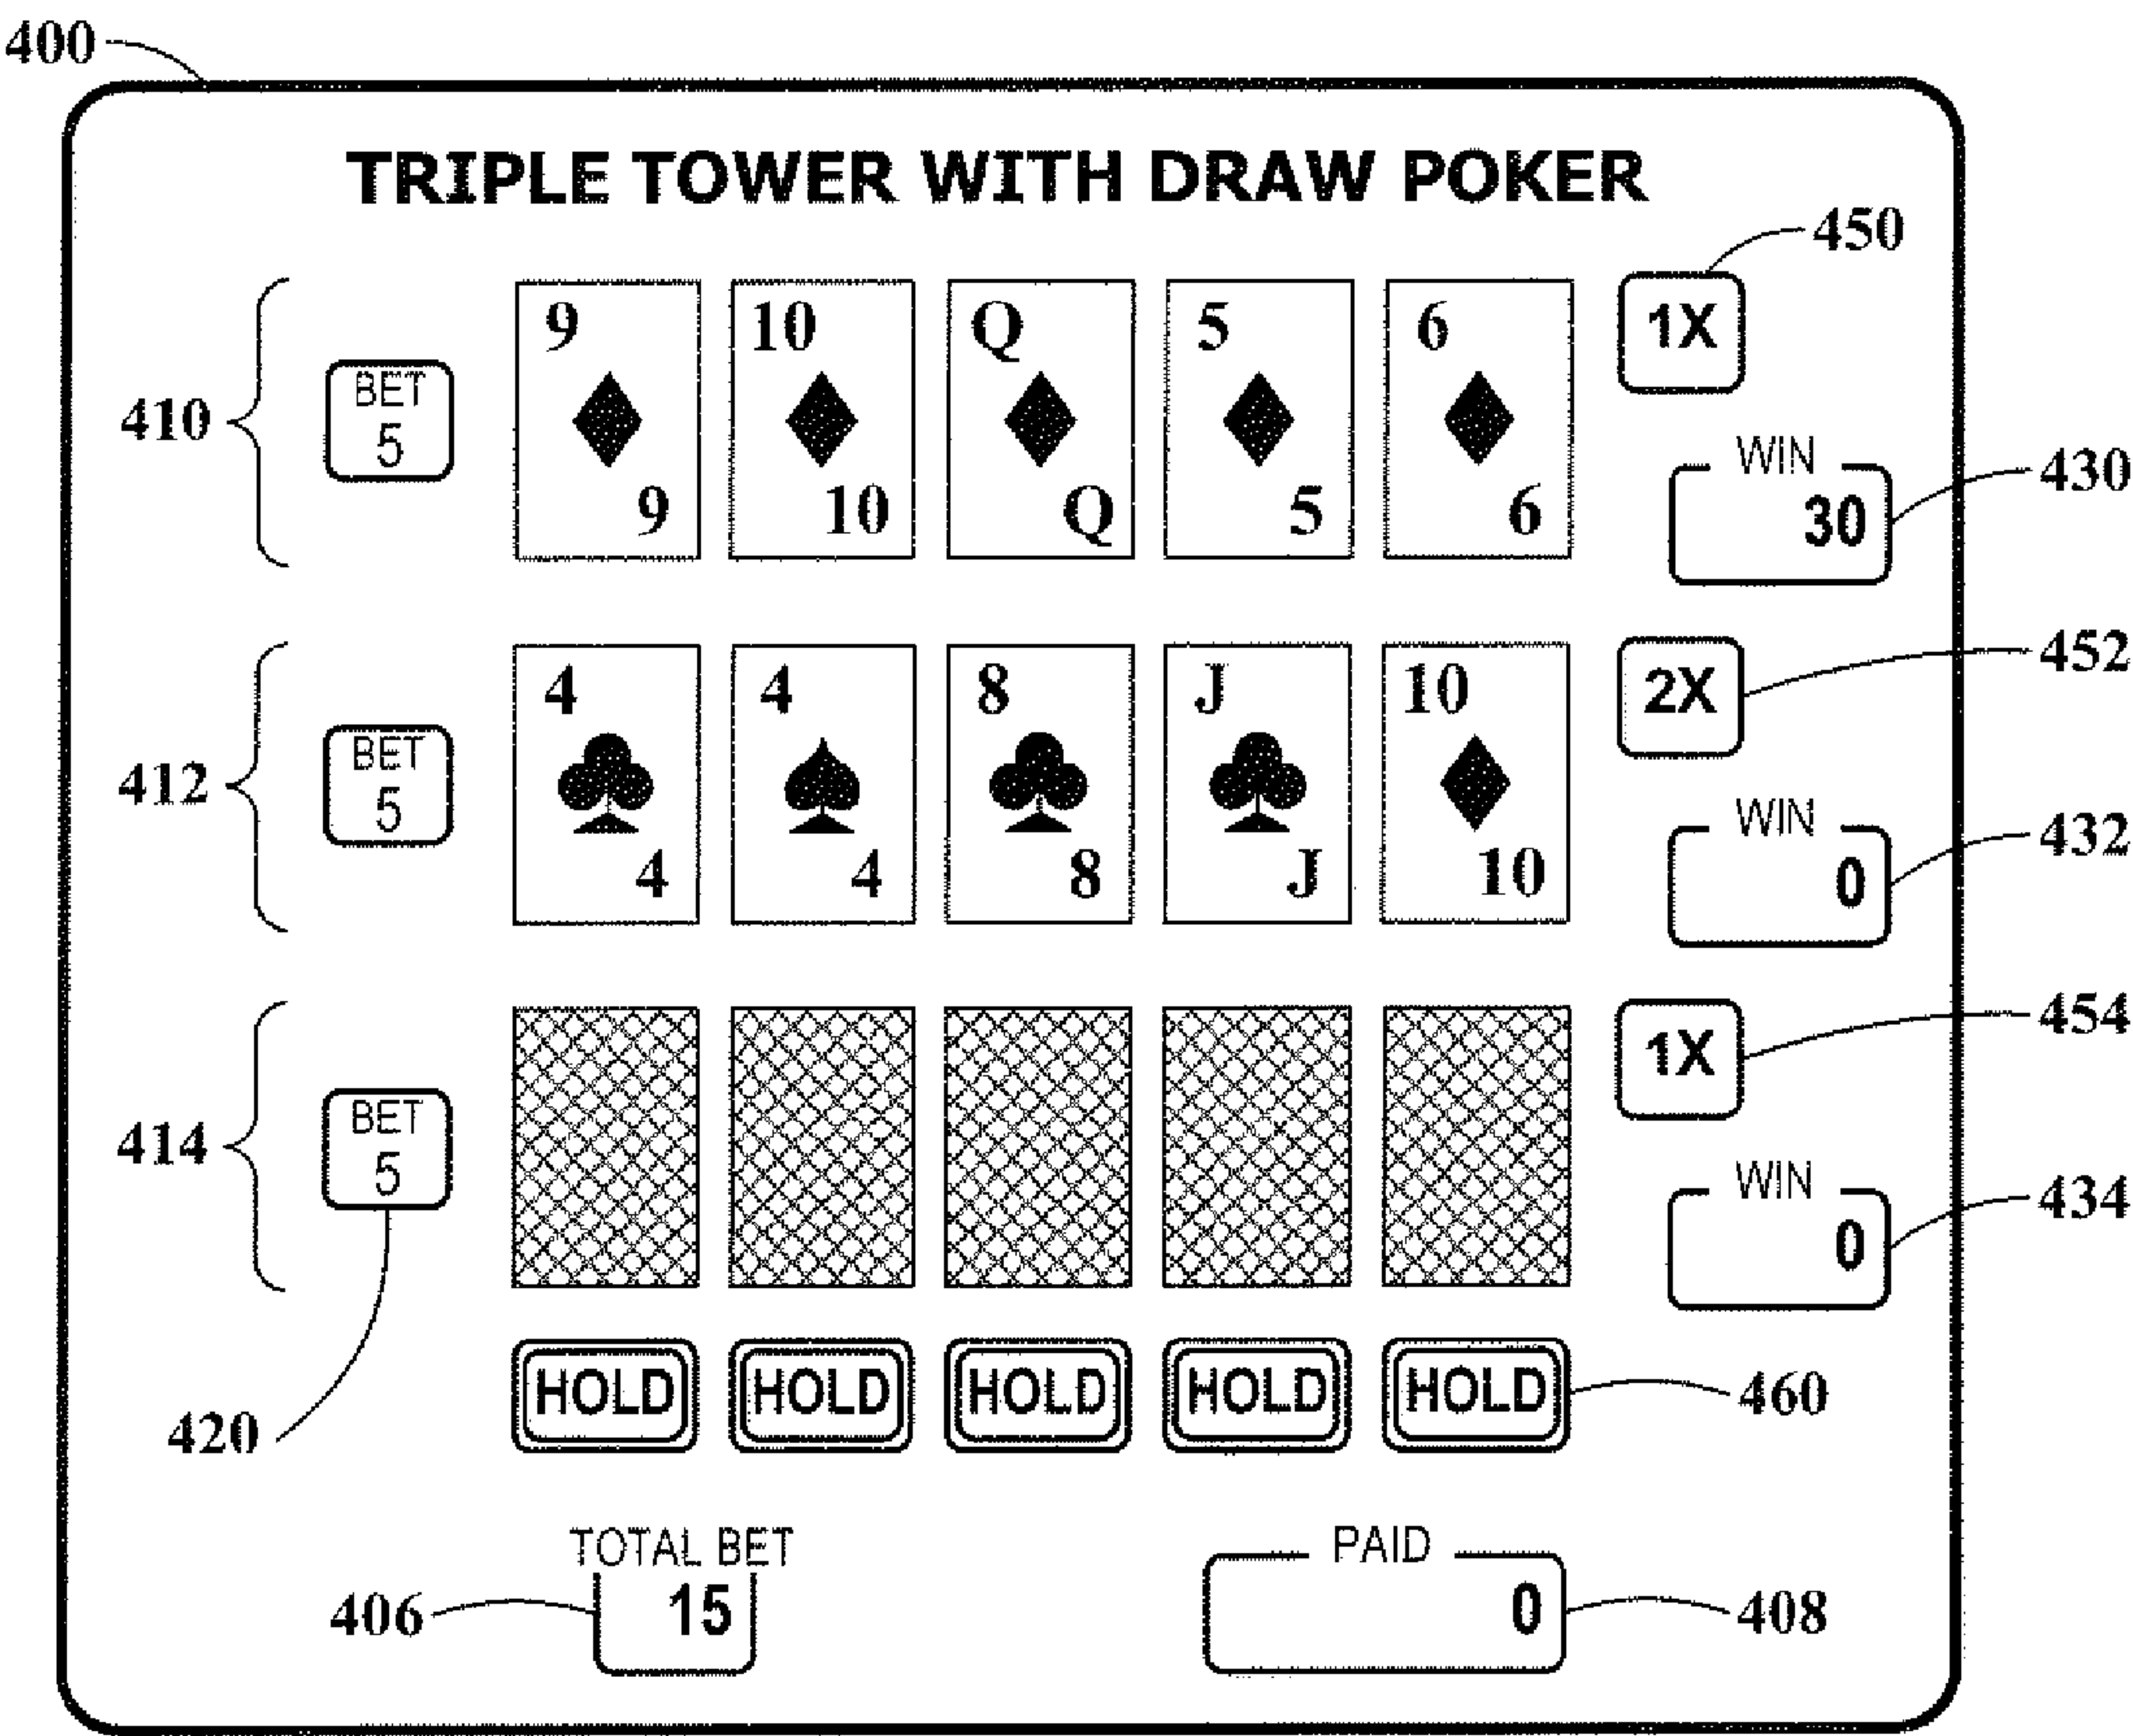 400
TRIPLE TOWER WITH DRAW POKER
450
9 10 Q 5 6 1X
410 BET 5
WIN 430
30
9 10 Q 5 6
4 4 8 J 10 2X 452
412 BET 5
WIN 432
0
4 4 8 J 10
1X 454
414 BET 5
WIN 434
0
HOLD HOLD HOLD HOLD HOLD 460
420
TOTAL BET PAID
406 15 0 408